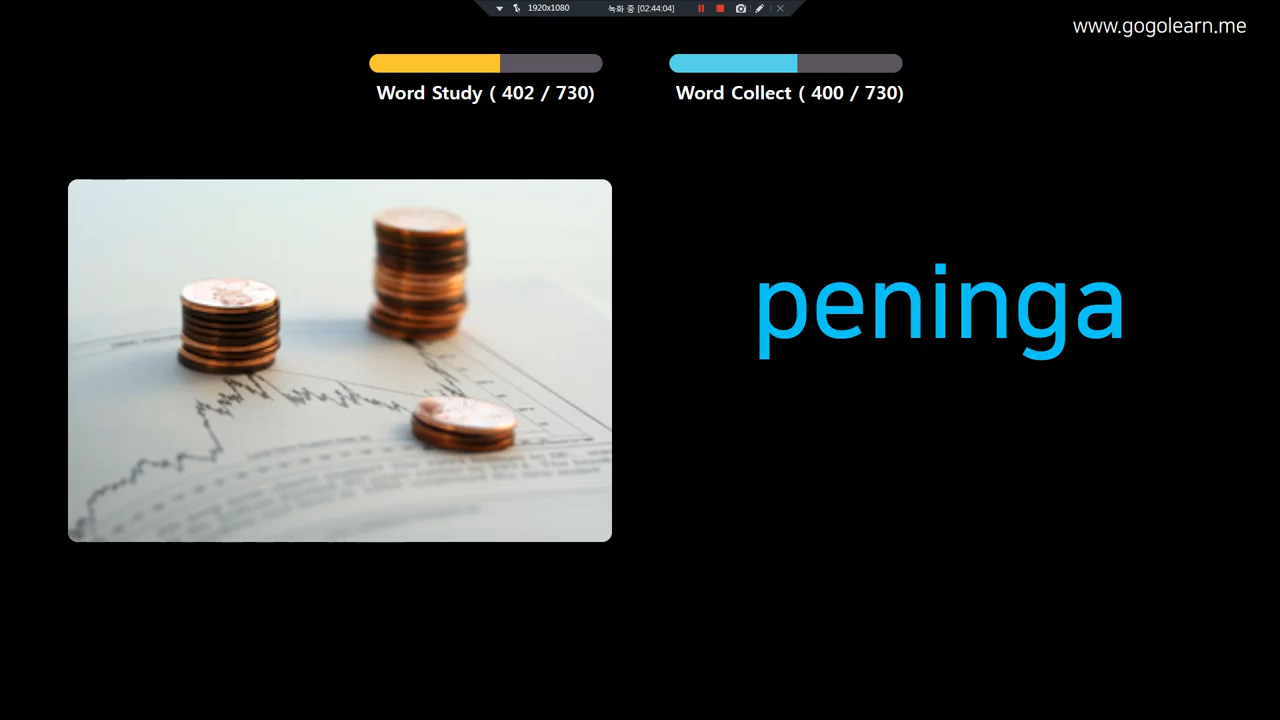 1920x1080
녹화 중 [02:44:04]
www.gogolearn.me
Word Study ( 402 / 730)
Word Collect ( 400 / 730)
peninga